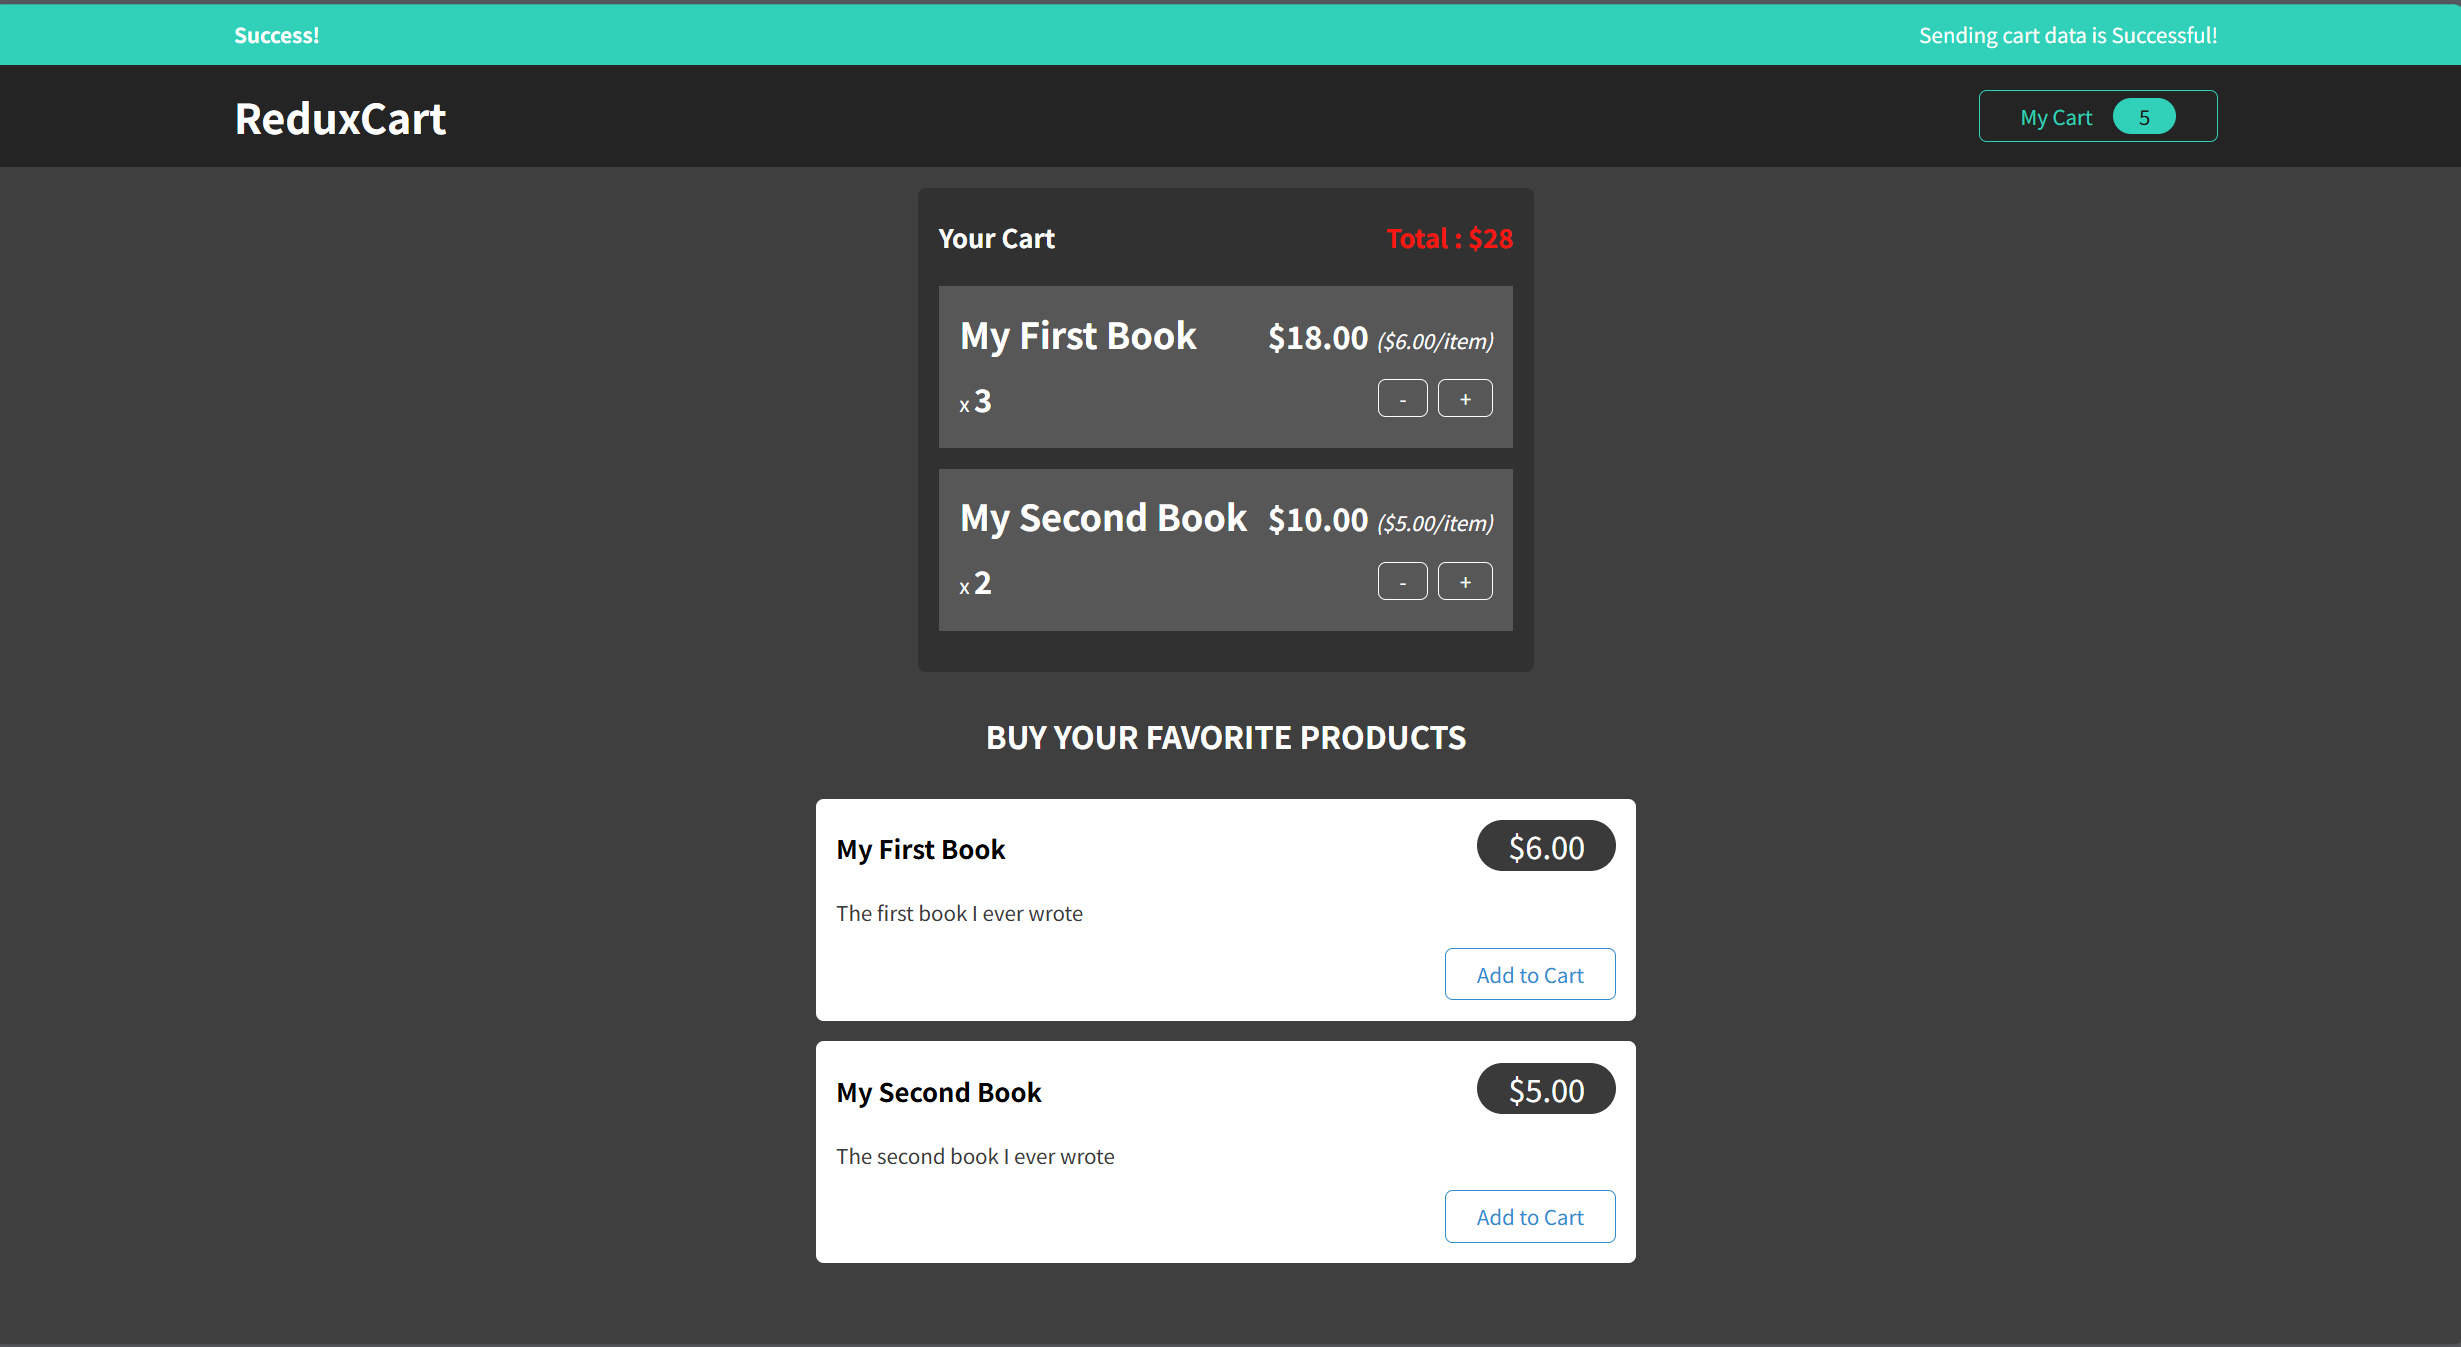 Success! Sending cart data is Successful!
ReduxCart My Cart 5
Your Cart Total : $28
My First Book $18.00 ($6.00/item)
x 3 - +
My Second Book $10.00 ($5.00/item)
x 2 - +
BUY YOUR FAVORITE PRODUCTS
My First Book $6.00
The first book I ever wrote
Add to Cart
My Second Book $5.00
The second book I ever wrote
Add to Cart